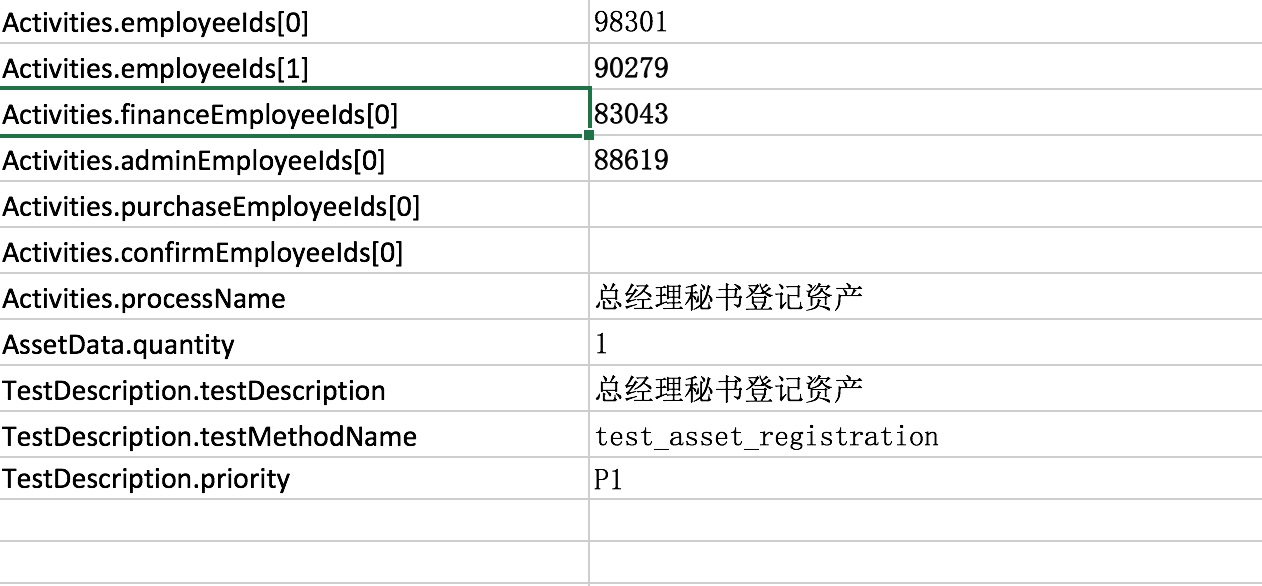 Activities.employeeIds[0] 98301
Activities.employeeIds[1] 90279
Activities.financeEmployeeIds[0] 83043
Activities.adminEmployeeIds[0] 88619
Activities.purchaseEmployeeIds[0]
Activities.confirmEmployeeIds[0]
Activities.processName 总经理秘书登记资产
AssetData.quantity 1
TestDescription.testDescription 总经理秘书登记资产
TestDescription.testMethodName test_asset_registration
TestDescription.priority P1